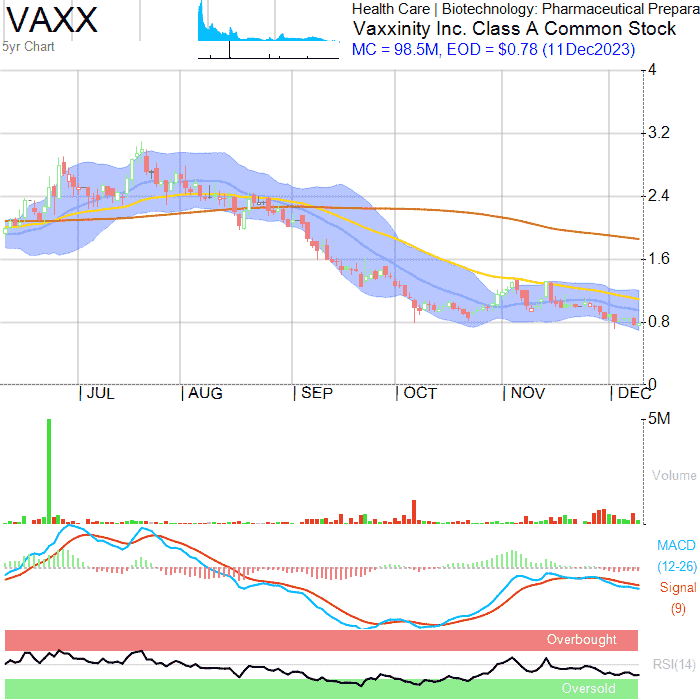 VAXX
5yr Chart
Health Care | Biotechnology: Pharmaceutical Prepara
Vaxxinity Inc. Class A Common Stock
MC = 98.5M, EOD = $0.78 (11Dec2023)
4
3.2
2.4
1.6
0.8
0
JUL
AUG
SEP
OCT
NOV
DEC
5M
Volume
MACD
(12-26)
Signal
(9)
Overbought
RSI(14)
Oversold